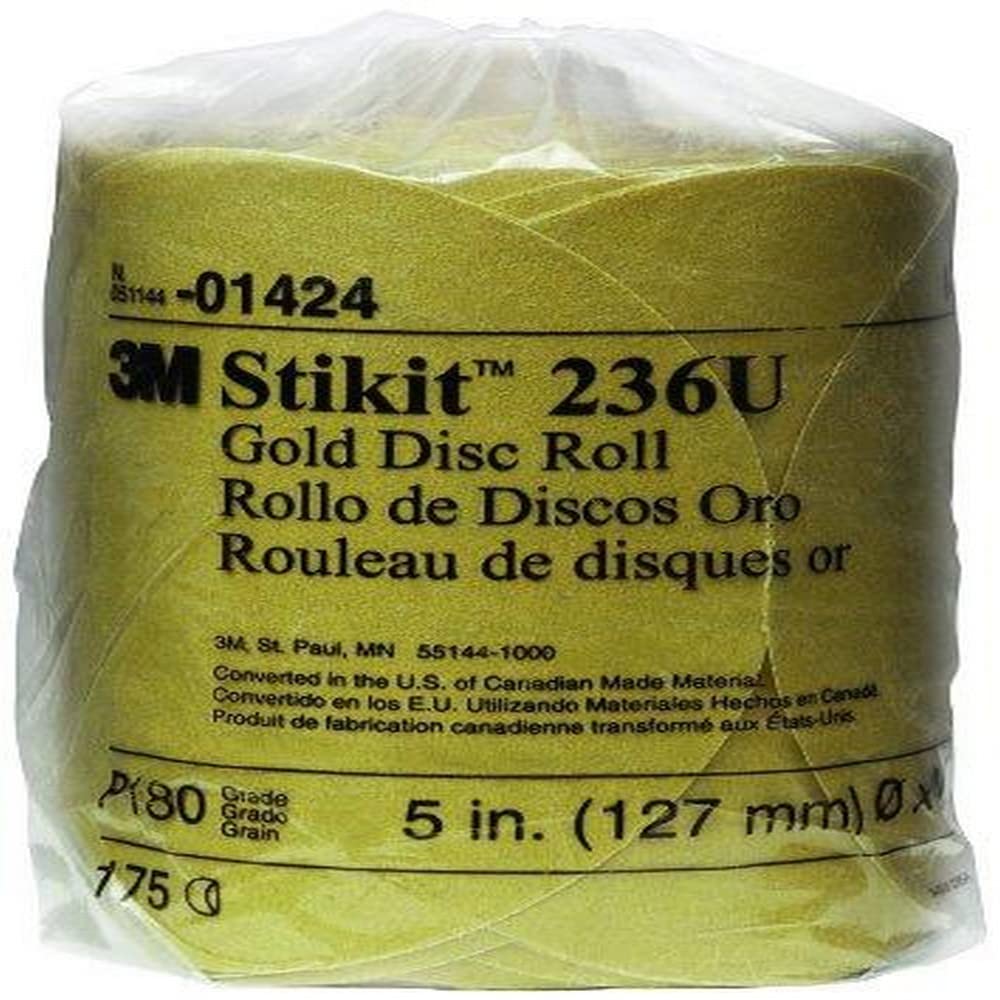 N.
051144 -01424
3M Stikit™ 236U
Gold Disc Roll
Rollo de Discos Oro
Rouleau de disques or
3M, St. Paul, MN 55144-1000
Converted in the U.S. of Canadian Made Material.
Convertido en los E.U. Utilizando Materiales Hechos en Canadá.
Produit de fabrication canadienne transformé aux États-Unis.
P180 Grade
Grado
Grain
5 in. (127 mm) Ø x
175